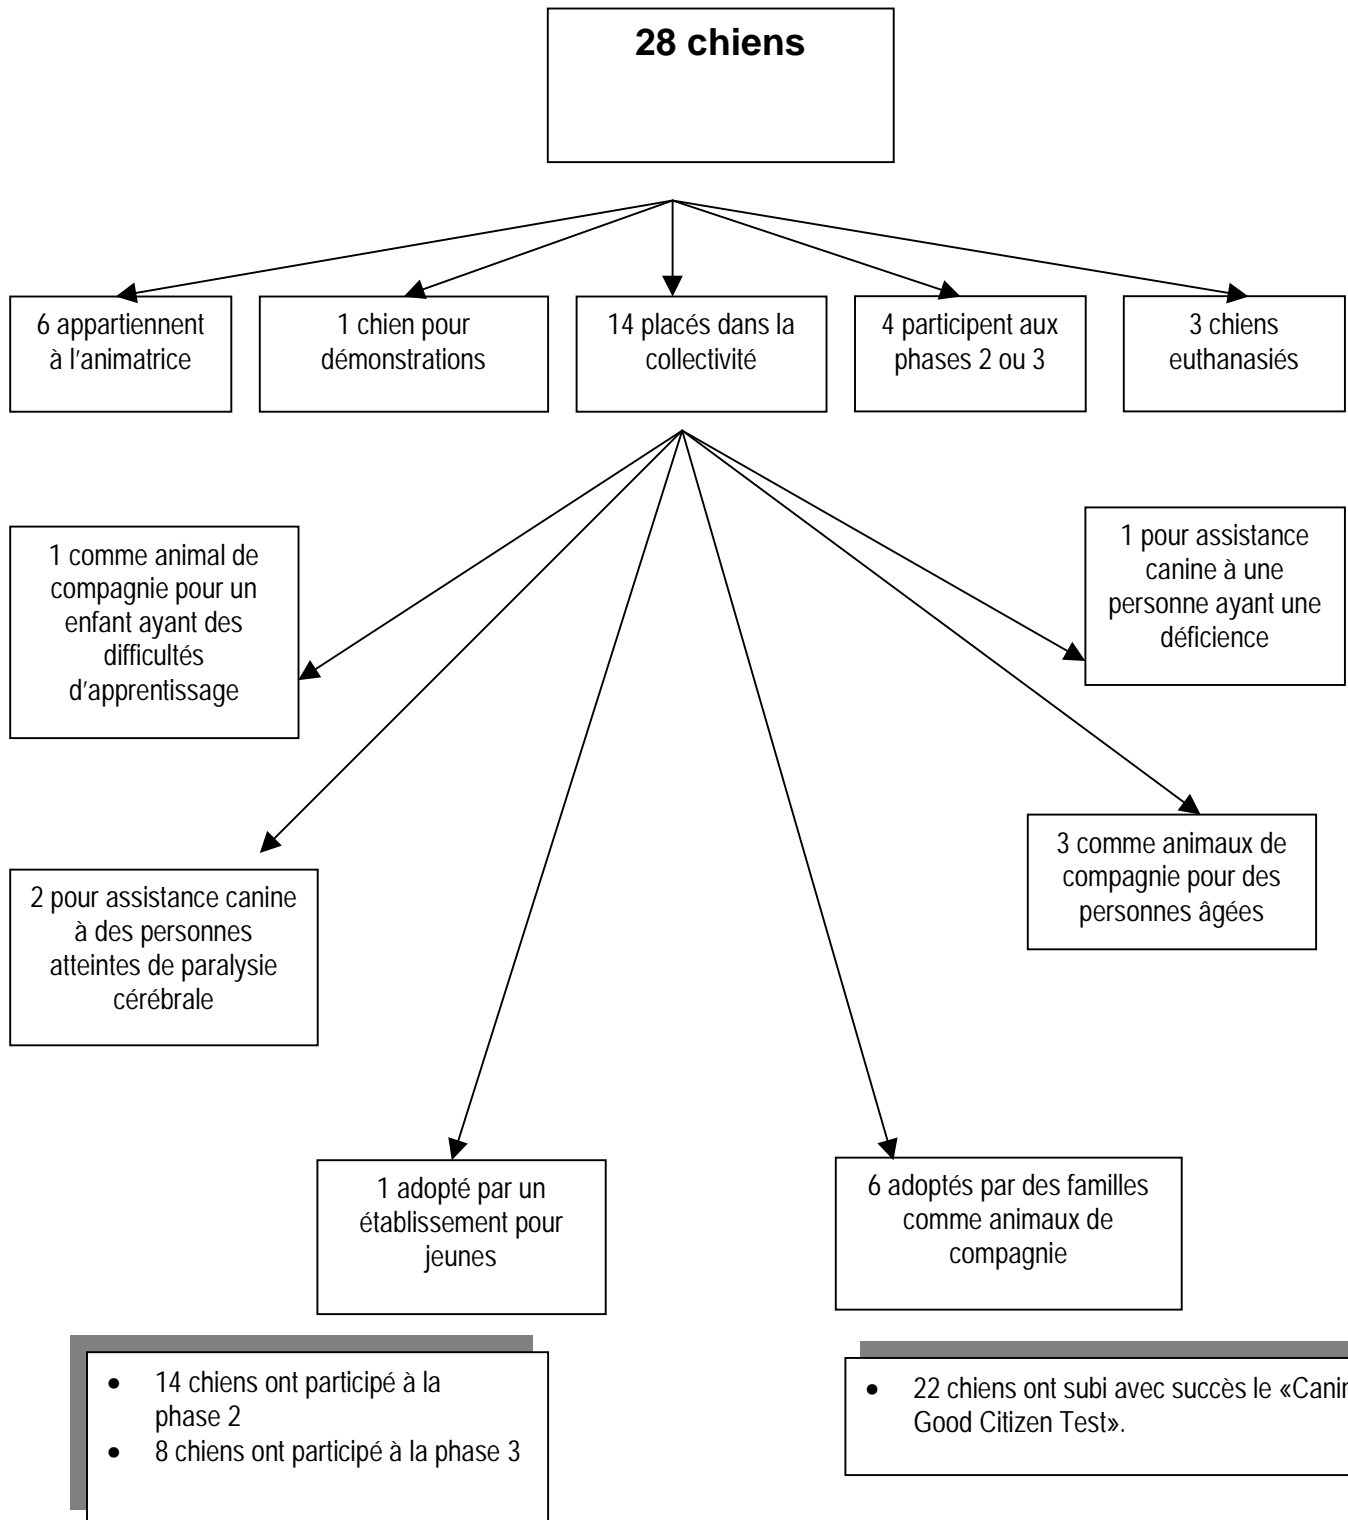 28 chiens
6 appartiennent
à l'animatrice
1 chien pour
démonstrations
14 placés dans la
collectivité
4 participent aux
phases 2 ou 3
3 chiens
euthanasiés
1 comme animal de
compagnie pour un
enfant ayant des
difficultés
d'apprentissage
1 pour assistance
canine à une
personne ayant une
déficience
2 pour assistance canine
à des personnes
atteintes de paralysie
cérébrale
3 comme animaux de
compagnie pour des
personnes âgées
1 adopté par un
établissement pour
jeunes
6 adoptés par des familles
comme animaux de
compagnie
• 14 chiens ont participé à la
phase 2
• 8 chiens ont participé à la phase 3
• 22 chiens ont subi avec succès le «Canin
Good Citizen Test».